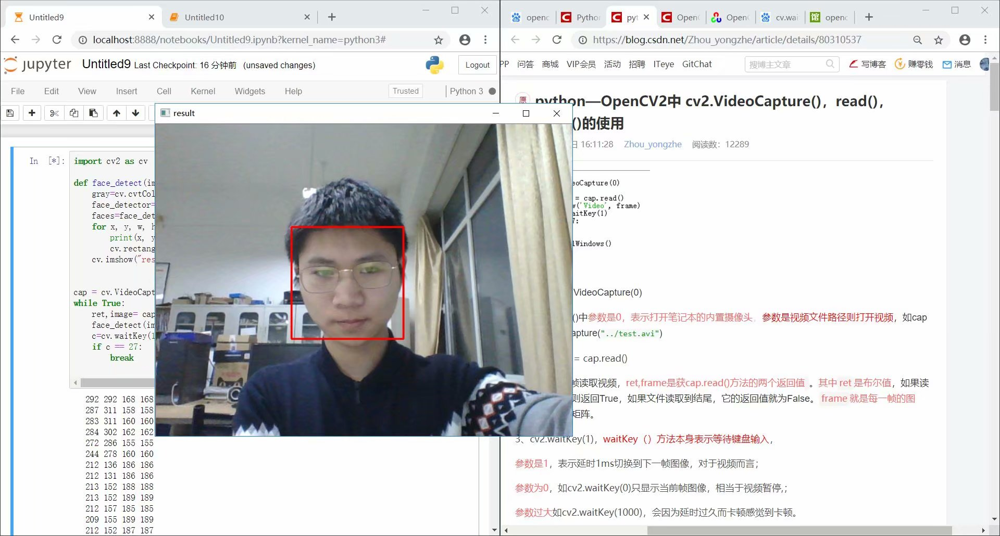 Untitled9
Untitled10
localhost:8888/notebooks/Untitled9.ipynb?kernel_name=python3#
jupyter Untitled9 Last Checkpoint: 16 分钟前 (unsaved changes)
Logout
File Edit View Insert Cell Kernel Widgets Help
Trusted
Python 3
result
In [*]:
import cv2 as cv
def face_detect(im
gray=cv.cvtCol
face_detector=
faces=face_det
for x, y, w, h
print(x, y
cv.rectang
cv.imshow("res
cap = cv.VideoCapt
while True:
ret,image= cap
face_detect(im
c=cv.waitKey(1
if c == 27:
break
292 292 168 168
287 311 158 158
283 311 160 160
284 302 162 162
272 286 155 155
244 278 160 160
212 136 186 186
212 131 186 186
213 152 188 188
213 152 189 189
212 157 185 185
209 155 189 189
212 152 187 187
openc
Pythor
pyt
Open
Open
cv.wai
馆 openc
https://blog.csdn.net/Zhou_yongzhe/article/details/80310537
PP 问答 商城 VIP会员 活动 招聘 ITeye GitChat
搜博主文章
写博客 赚零钱 消息
原 python—OpenCV2中 cv2.VideoCapture()，read()，
()的使用
日 16:11:28 Zhou_yongzhe 阅读数：12289
eoCapture(0)
= cap.read()
w('Video', frame)
aitKey(1)
lWindows()
VideoCapture(0)
()中参数是0，表示打开笔记本的内置摄像头，参数是视频文件路径则打开视频，如cap
apture("../test.avi")
= cap.read()
帧读取视频，ret,frame是获cap.read()方法的两个返回值 。其中 ret 是布尔值，如果读
则返回True，如果文件读取到结尾，它的返回值就为False。 frame 就是每一帧的图
矩阵。
3、cv2.waitKey(1)，waitKey（）方法本身表示等待键盘输入，
参数是1，表示延时1ms切换到下一帧图像，对于视频而言；
参数为0，如cv2.waitKey(0)只显示当前帧图像，相当于视频暂停,；
参数过大如cv2.waitKey(1000)，会因为延时过久而卡顿感觉到卡顿。